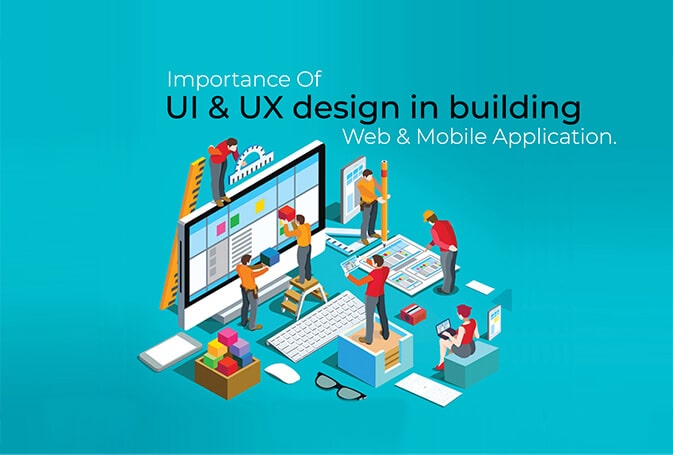 Importance Of
UI & UX design in building
Web & Mobile Application.